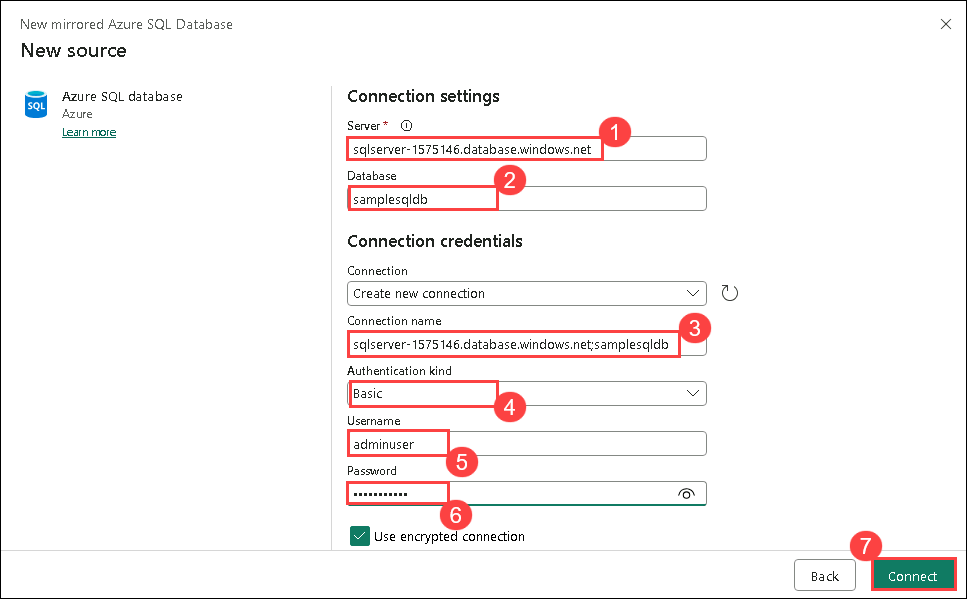 New mirrored Azure SQL Database
New source
SQL
Azure SQL database
Azure
Learn more
Connection settings
Server *
1
sqlserver-1575146.database.windows.net
Database
2
samplesqldb
Connection credentials
Connection
Create new connection
Connection name
3
sqlserver-1575146.database.windows.net;samplesqldb
Authentication kind
Basic
4
Username
adminuser
5
Password
•••••••••••
6
Use encrypted connection
7
Back
Connect